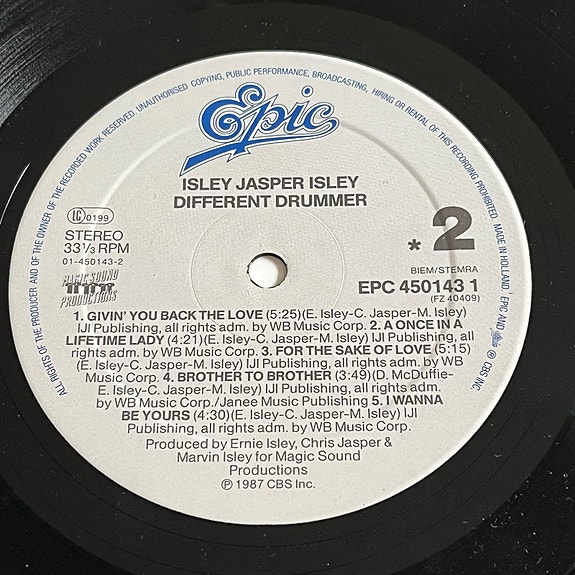 ALL RIGHTS OF THE PRODUCER AND OF THE OWNER OF THE RECORDED WORK RESERVED. UNAUTHORISED COPYING, PUBLIC PERFORMANCE, BROADCASTING, HIRING OR RENTAL OF THIS RECORDING PROHIBITED. MADE IN HOLLAND. EPIC AND
® CBS INC
Epic
ISLEY JASPER ISLEY
DIFFERENT DRUMMER
LC 0199
STEREO
33 1/3 RPM
01-450143-2
MAGIC SOUND
PRODUCTIONS
* 2
BIEM/STEMRA
EPC 450143 1
(FZ 40409)
1. GIVIN' YOU BACK THE LOVE (5:25)(E. Isley-C. Jasper-M. Isley)
IJI Publishing, all rights adm. by WB Music Corp. 2. A ONCE IN A
LIFETIME LADY (4:21)(E. Isley-C. Jasper-M. Isley) IJI Publishing, all
rights adm. by WB Music Corp. 3. FOR THE SAKE OF LOVE (5:15)
(E. Isley-C. Jasper-M. Isley) IJI Publishing, all rights adm. by WB
Music Corp. 4. BROTHER TO BROTHER (3:49)(D. McDuffie-
E. Isley-C. Jasper-M. Isley) IJI Publishing, all rights adm.
by WB Music Corp./Janee Music Publishing 5. I WANNA
BE YOURS (4:30)(E. Isley-C. Jasper-M. Isley) IJI
Publishing, all rights adm. by WB Music Corp.
Produced by Ernie Isley, Chris Jasper &
Marvin Isley for Magic Sound
Productions
℗ 1987 CBS Inc.